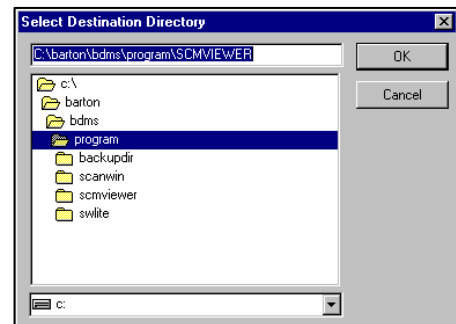 Select Destination Directory
C:\barton\bdms\program\SCMVIEWER
OK
Cancel
c:\
barton
bdms
program
backupdir
scanwin
scmviewer
swlite
c: